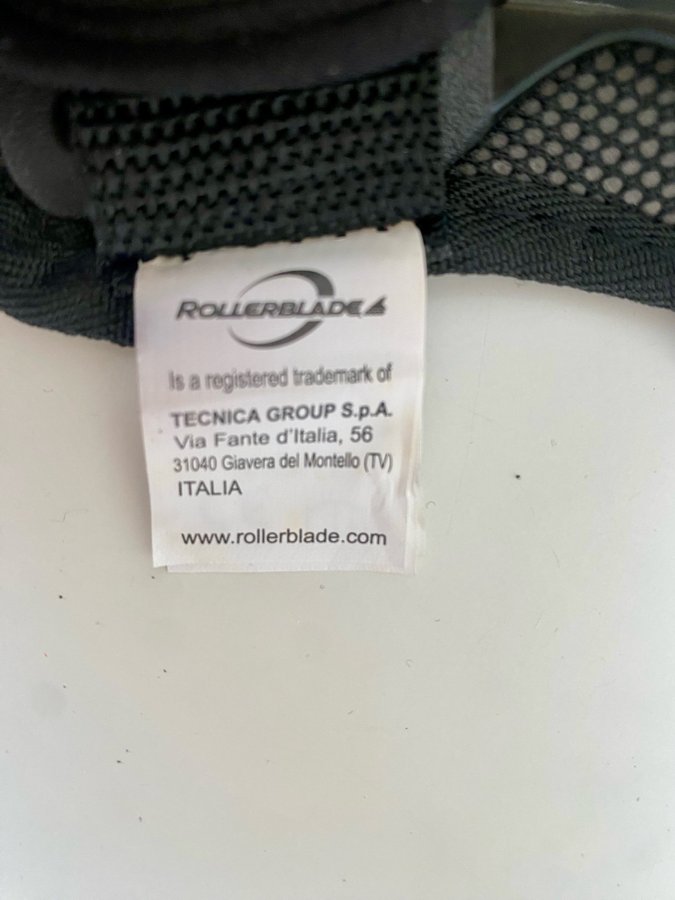 ROLLERBLADE
Is a registered trademark of
TECNICA GROUP S.p.A.
Via Fante d'Italia, 56
31040 Giavera del Montello (TV)
ITALIA
www.rollerblade.com